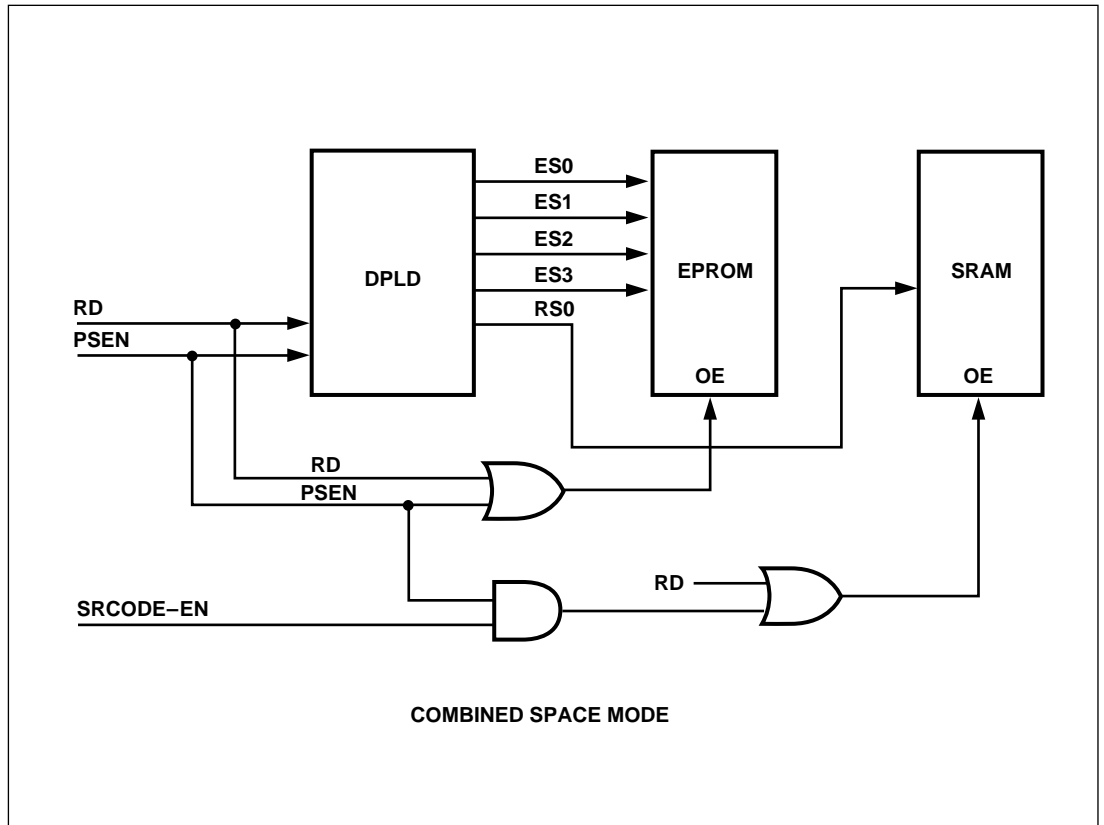 ES0
ES1
ES2
ES3
RS0
DPLD
EPROM
SRAM
RD
PSEN
OE
OE
RD
PSEN
RD
SRCODE–EN
COMBINED SPACE MODE